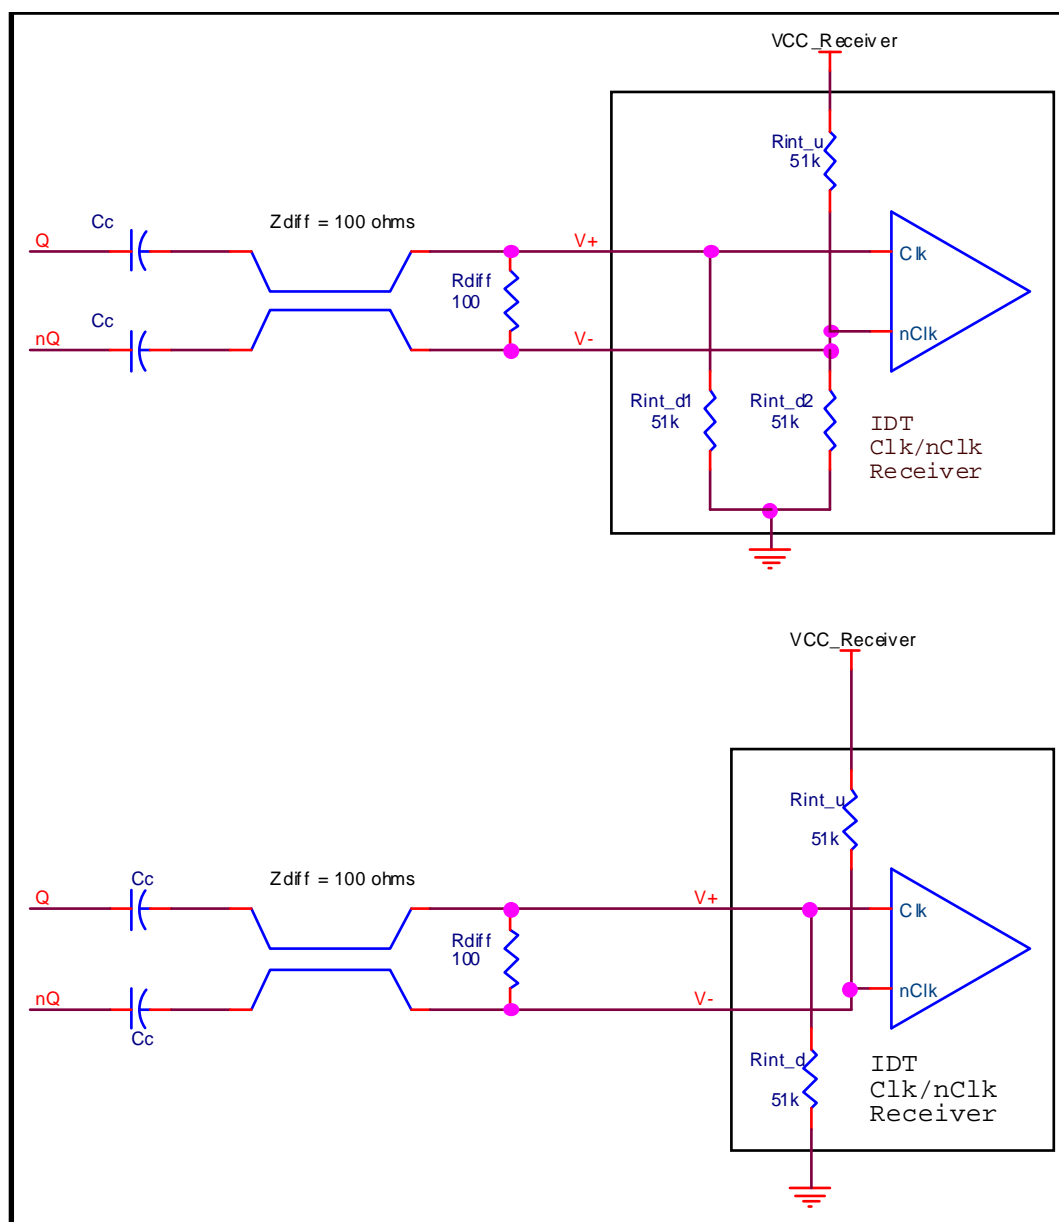 VCC_Receiver
Rint_u
51k
Cc
Zdiff = 100 ohms
Q
V+
Clk
Rdiff
100
Cc
nQ
V-
nClk
Rint_d1
51k
Rint_d2
51k
IDT
Clk/nClk
Receiver
VCC_Receiver
Rint_u
51k
Cc
Zdiff = 100 ohms
Q
V+
Clk
Rdiff
100
nQ
V-
nClk
Cc
Rint_d
51k
IDT
Clk/nClk
Receiver